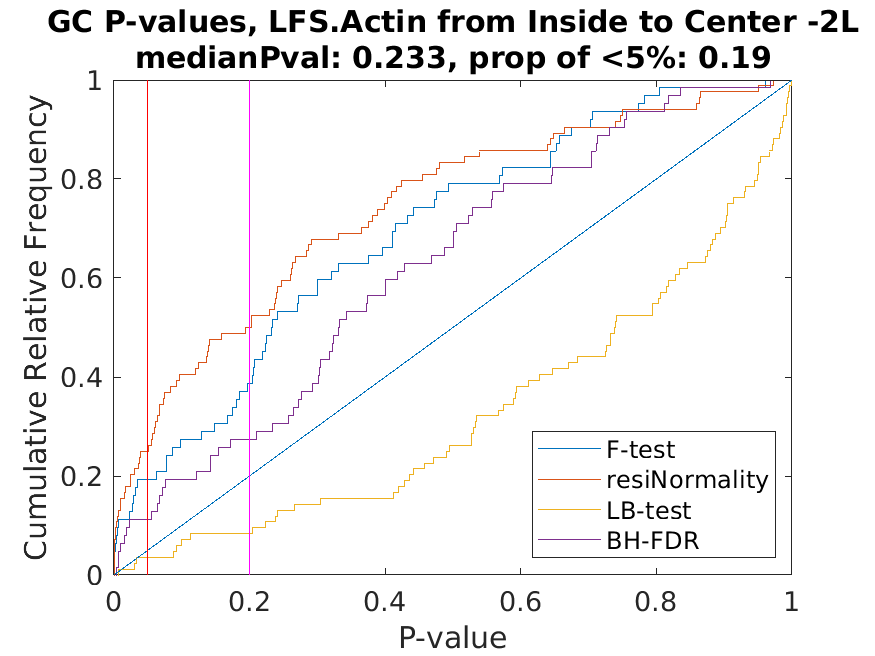 GC P-values, LFS.Actin from Inside to Center -2L
medianPval: 0.233, prop of <5%: 0.19
Cumulative Relative Frequency
1
0.8
0.6
0.4
0.2
0
F-test
resiNormality
LB-test
BH-FDR
0 0.2 0.4 0.6 0.8 1
P-value